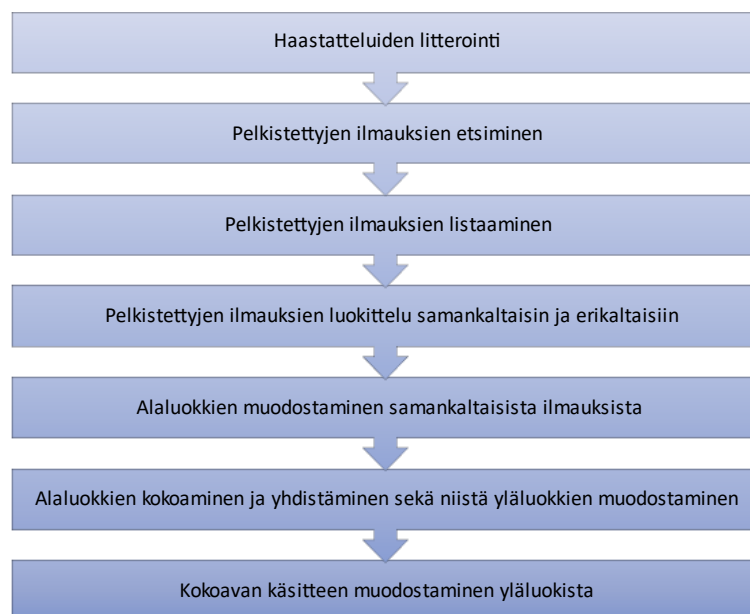 Haastatteluiden litterointi
Pelkistettyjen ilmauksien etsiminen
Pelkistettyjen ilmauksien listaaminen
Pelkistettyjen ilmauksien luokittelu samankaltaisin ja erikaltaisiin
Alaluokkien muodostaminen samankaltaisista ilmauksista
Alaluokkien kokoaminen ja yhdistäminen sekä niistä yläluokkien muodostaminen
Kokoavan käsitteen muodostaminen yläluokista